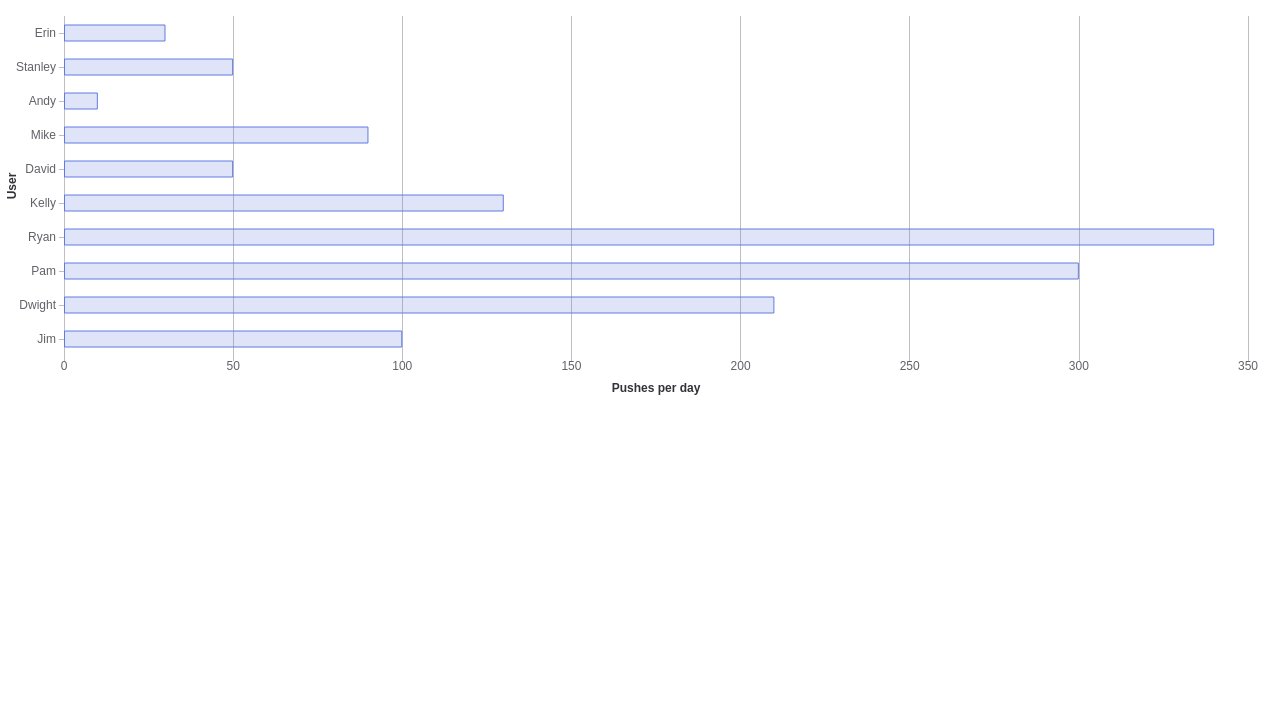 Erin
Stanley
Andy
Mike
David
User
Kelly
Ryan
Pam
Dwight
Jim
0 50 100 150 200 250 300 350
Pushes per day